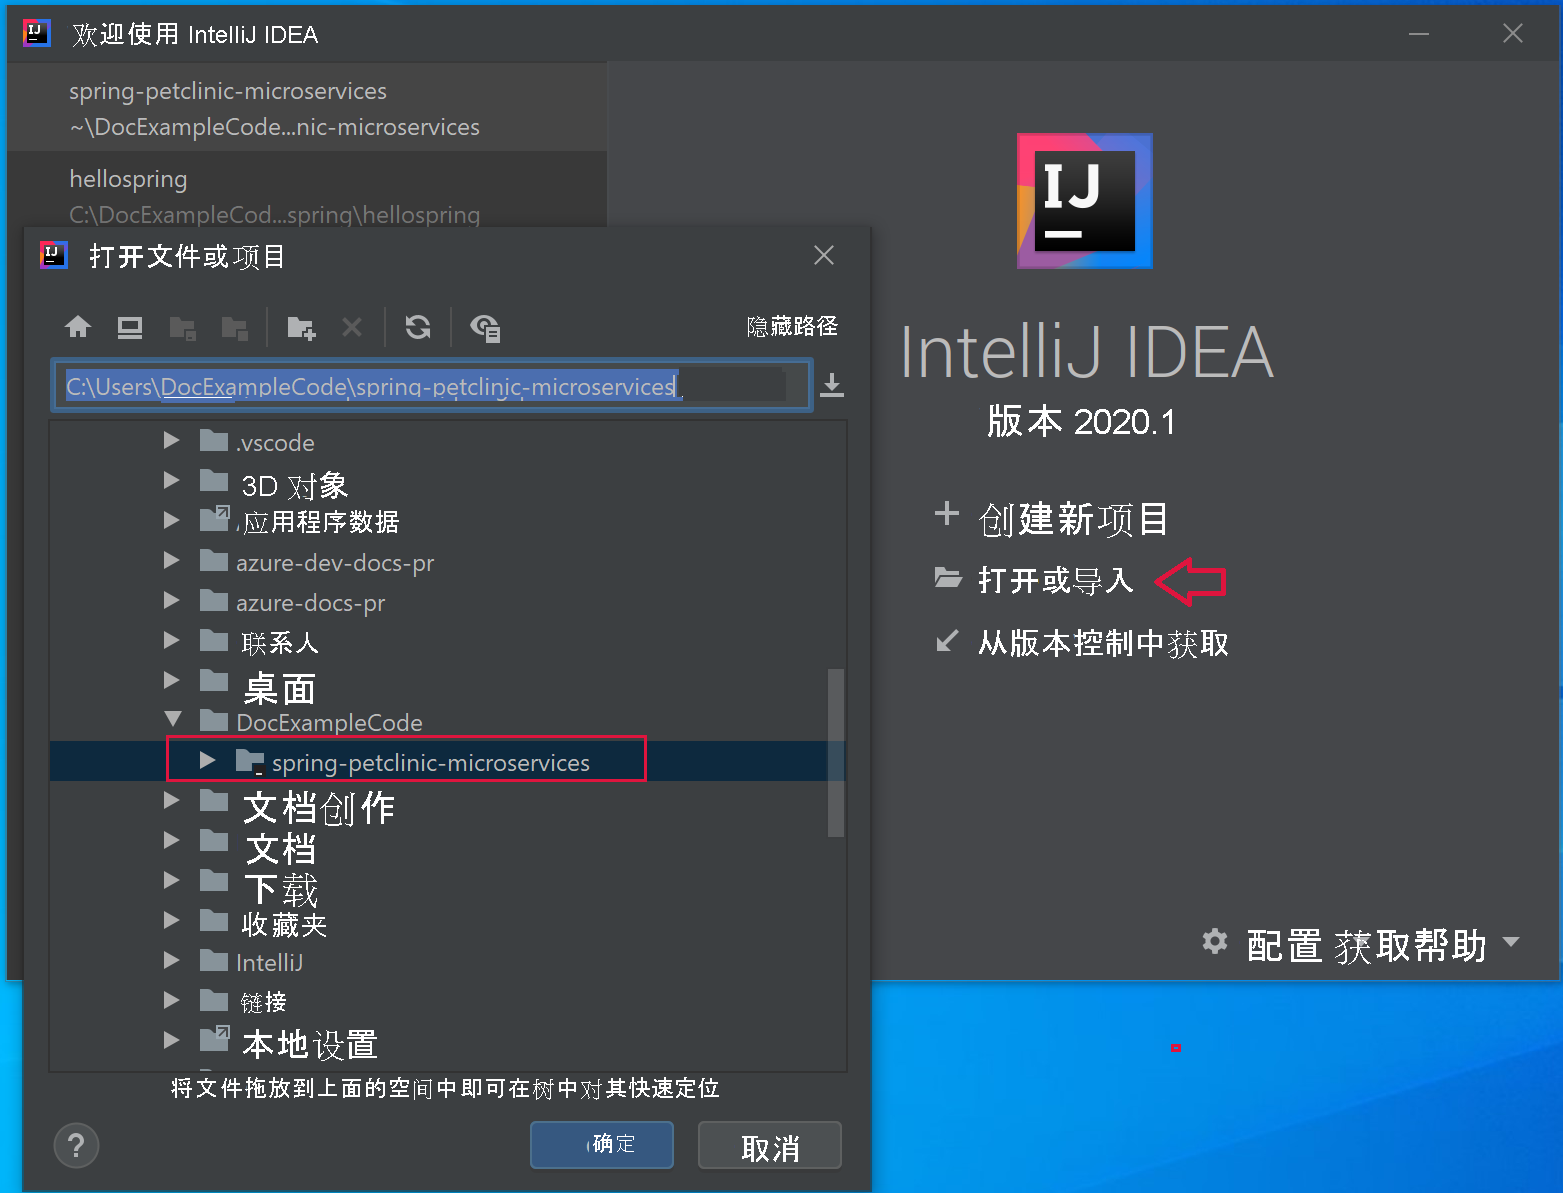 欢迎使用 IntelliJ IDEA
spring-petclinic-microservices
~\DocExampleCode...nic-microservices
hellospring
C:\DocExampleCod...spring\hellospring
打开文件或项目
隐藏路径
C:\Users\DocExampleCode\spring-petclinic-microservices
.vscode
3D 对象
应用程序数据
azure-dev-docs-pr
azure-docs-pr
联系人
桌面
DocExampleCode
spring-petclinic-microservices
文档创作
文档
下载
收藏夹
IntelliJ
链接
本地设置
将文件拖放到上面的空间中即可在树中对其快速定位
?
确定
取消
IJ
IntelliJ IDEA
版本 2020.1
创建新项目
打开或导入
从版本控制中获取
配置 获取帮助